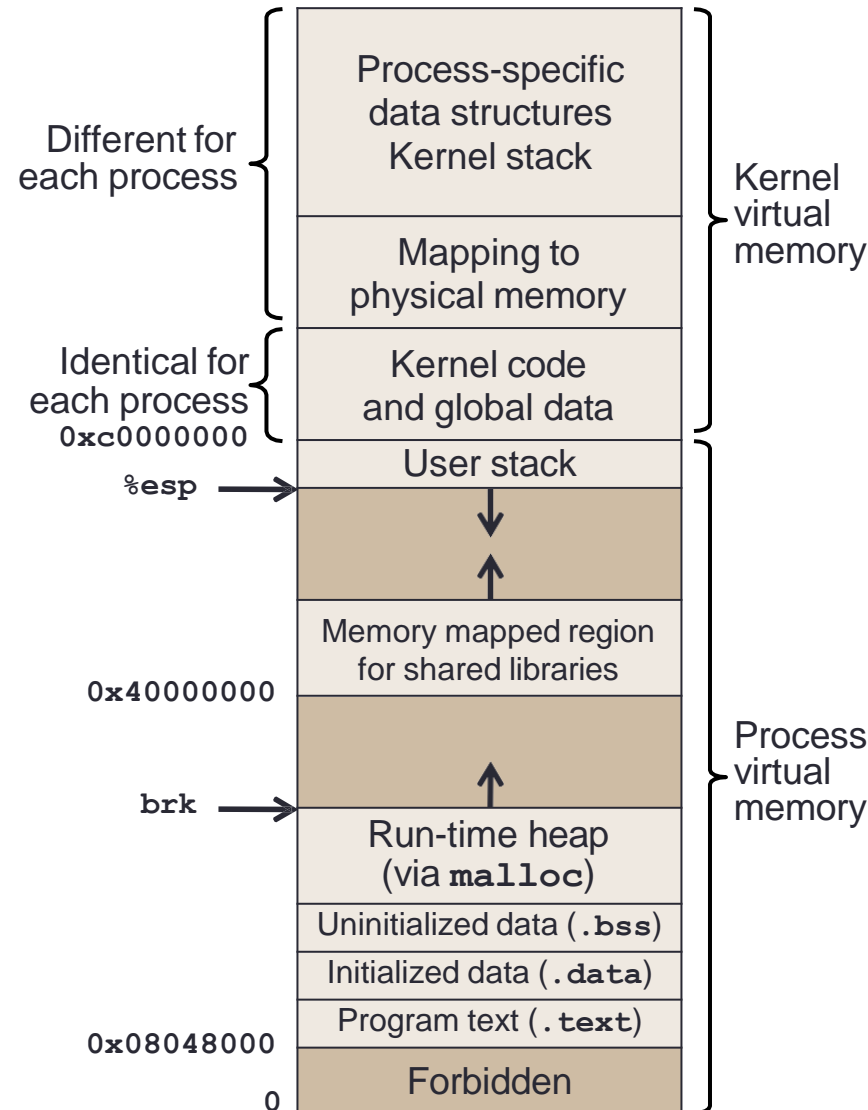 Process-specific
data structures
Kernel stack
Different for
each process
Kernel
virtual
memory
Mapping to
physical memory
Identical for
each process
Kernel code
and global data
0xc0000000
User stack
%esp
Memory mapped region
for shared libraries
0x40000000
Process
virtual
memory
brk
Run-time heap
(via malloc)
Uninitialized data (.bss)
Initialized data (.data)
Program text (.text)
0x08048000
Forbidden
0